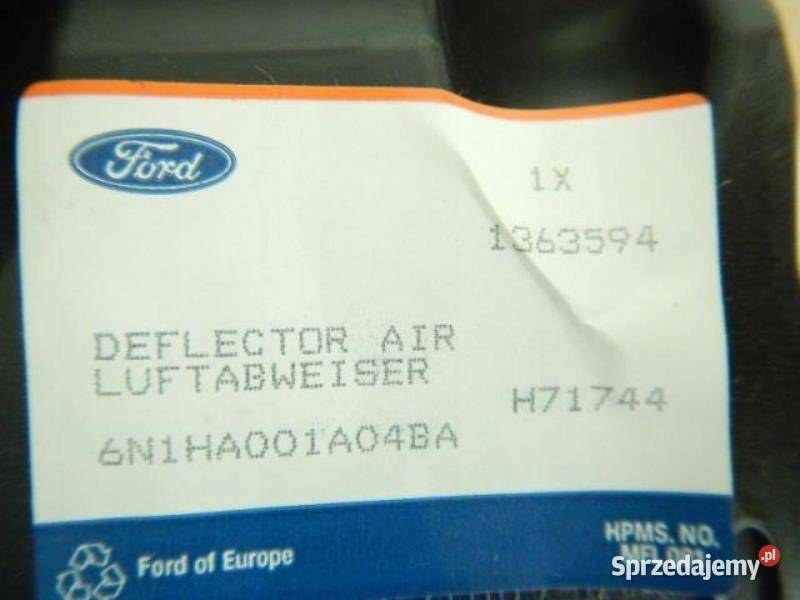 Ford
1X
1363594
DEFLECTOR AIR
LUFTABWEISER
H71744
6N1HA001A04BA
Ford of Europe
HPMS. NO.
Sprzedajemy.pl